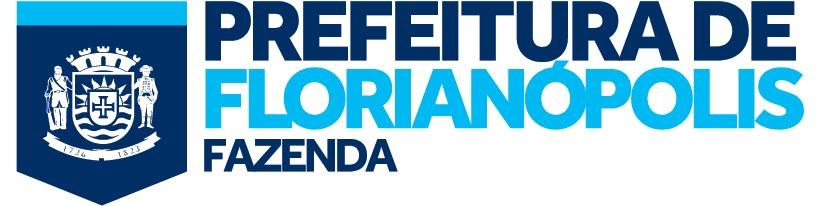 PREFEITURA DE
FLORIANÓPOLIS
FAZENDA
1726 1823